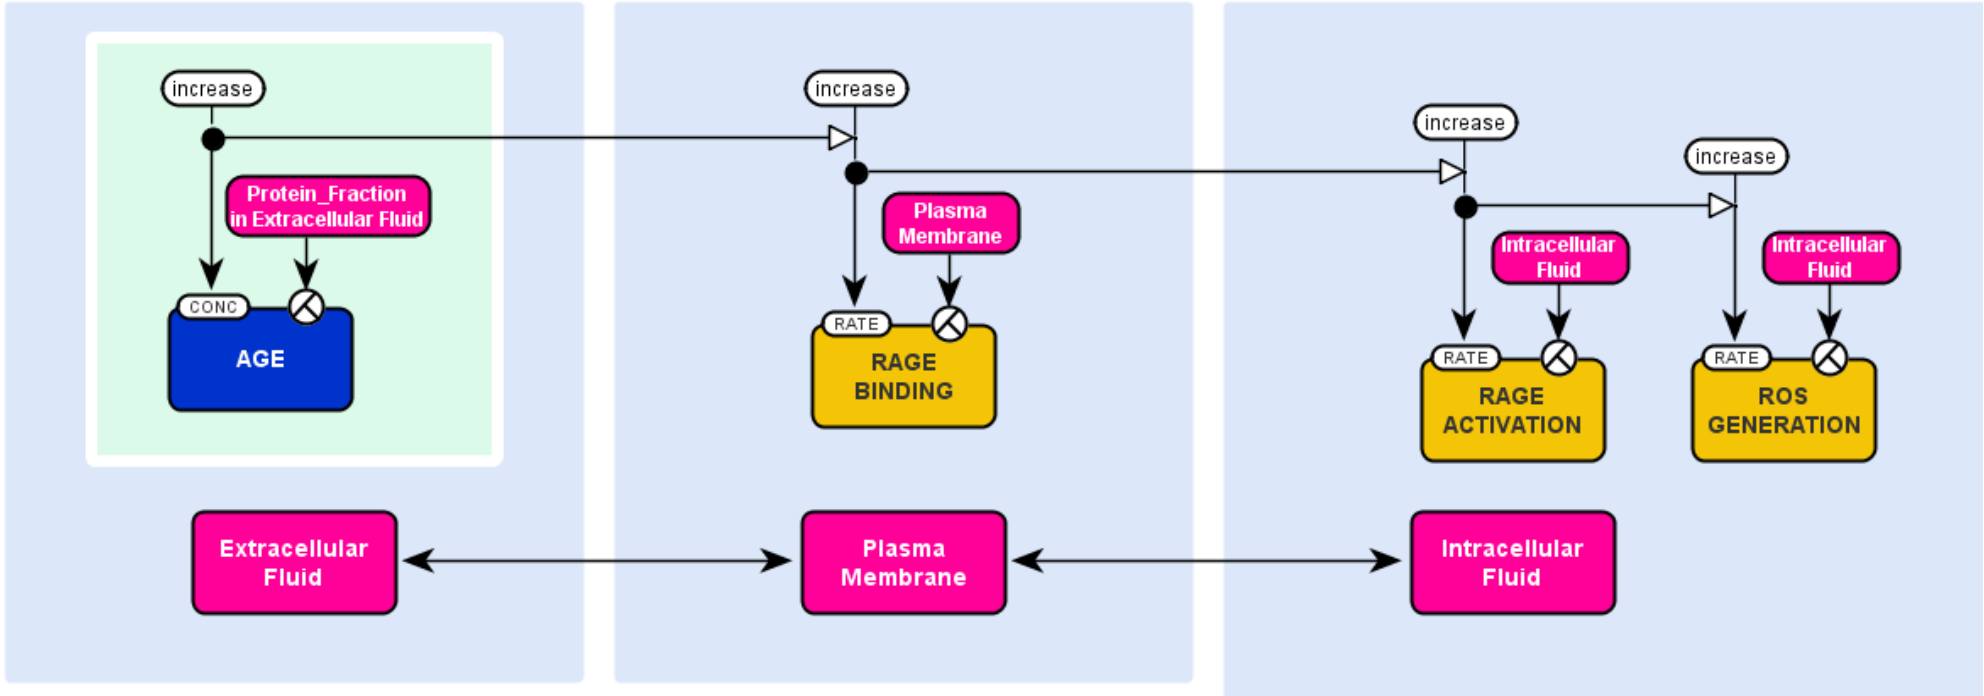 increase
Protein_Fraction
in Extracellular Fluid
CONC
AGE
Extracellular
Fluid
increase
Plasma
Membrane
RATE
RAGE
BINDING
Plasma
Membrane
increase
Intracellular
Fluid
RATE
RAGE
ACTIVATION
increase
Intracellular
Fluid
RATE
ROS
GENERATION
Intracellular
Fluid